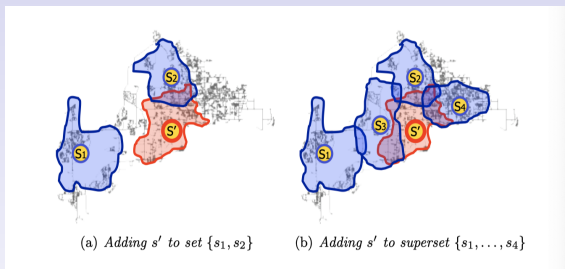 S₂
S₁
S'
S₂
S₄
S₃
S'
S₁
(a) Adding s′ to set {s₁, s₂}
(b) Adding s′ to superset {s₁, . . . , s₄}